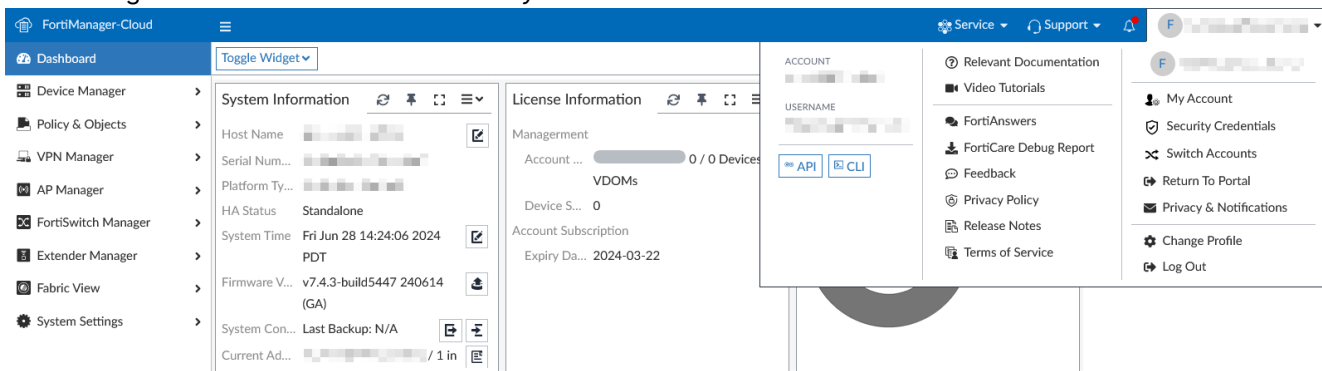 FortiManager-Cloud
Service
Support
F
Dashboard
Device Manager
Policy & Objects
VPN Manager
AP Manager
FortiSwitch Manager
Extender Manager
Fabric View
System Settings
Toggle Widget
System Information
Host Name
Serial Num...
Platform Ty...
HA Status Standalone
System Time Fri Jun 28 14:24:06 2024
PDT
Firmware V... v7.4.3-build5447 240614
(GA)
System Con... Last Backup: N/A
Current Ad... / 1 in
License Information
Managerment
Account ... 0 / 0 Devices
VDOMs
Device S... 0
Account Subscription
Expiry Da... 2024-03-22
ACCOUNT
USERNAME
API CLI
Relevant Documentation
Video Tutorials
FortiAnswers
FortiCare Debug Report
Feedback
Privacy Policy
Release Notes
Terms of Service
F
My Account
Security Credentials
Switch Accounts
Return To Portal
Privacy & Notifications
Change Profile
Log Out